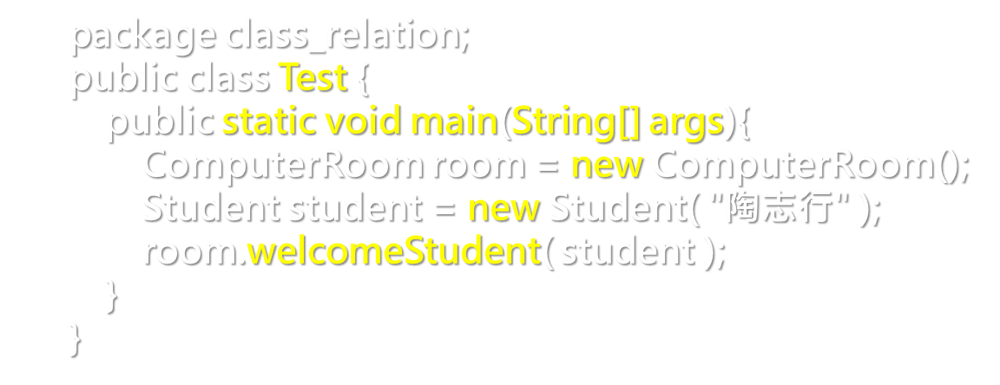 package class_relation;
public class Test {
public static void main(String[] args){
ComputerRoom room = new ComputerRoom();
Student student = new Student( "陶志行" );
room.welcomeStudent( student );
}
}